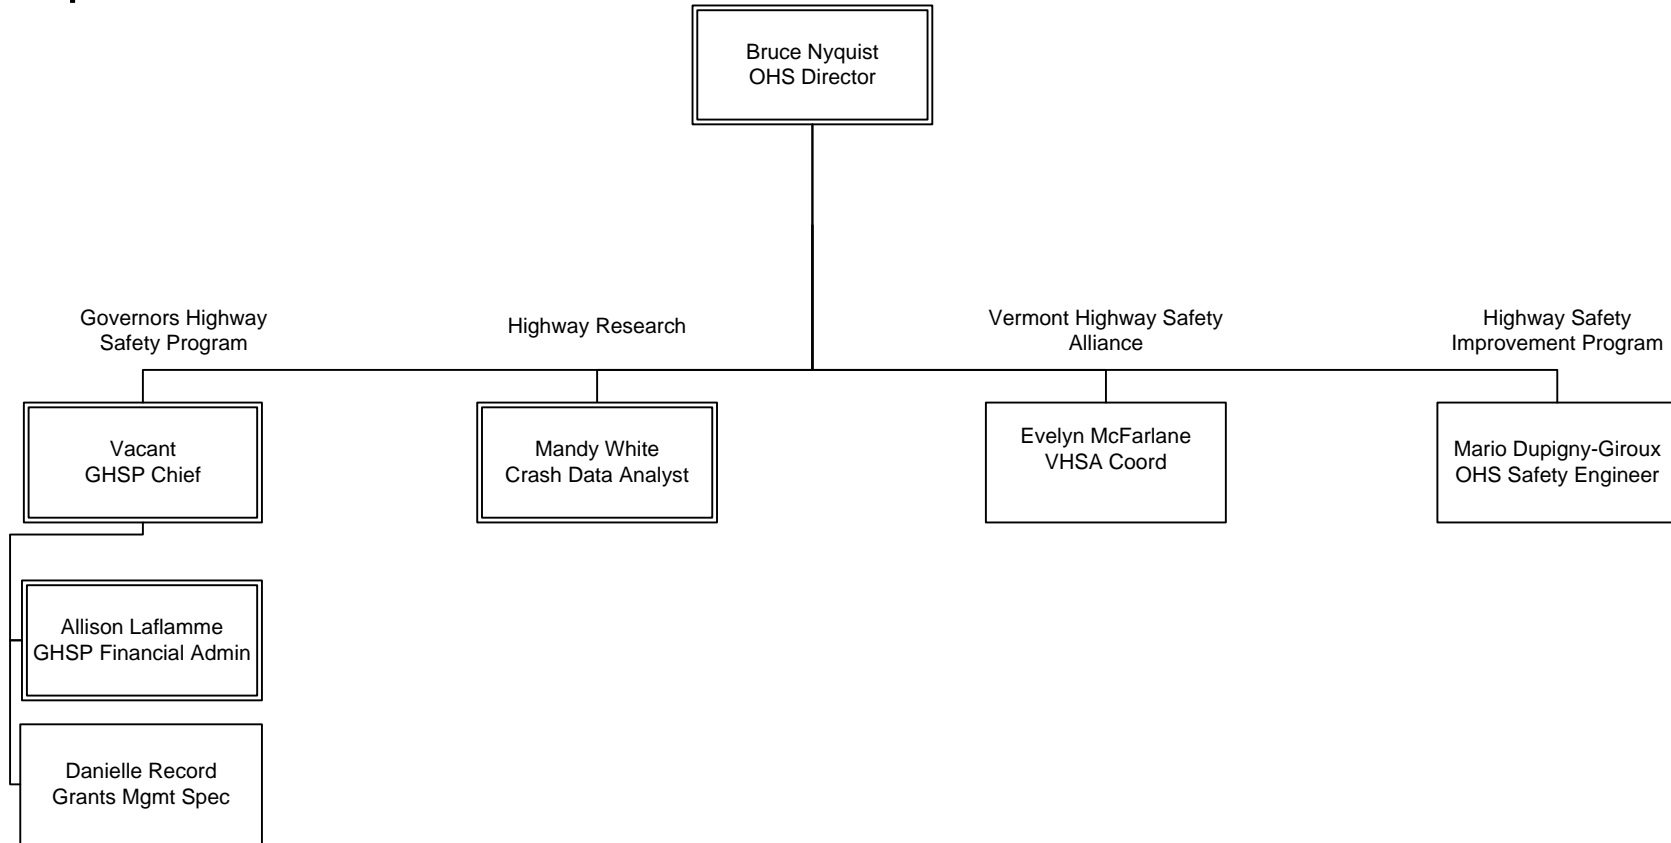 Bruce Nyquist
OHS Director
Governors Highway
Safety Program
Highway Research
Vermont Highway Safety
Alliance
Highway Safety
Improvement Program
Vacant
GHSP Chief
Mandy White
Crash Data Analyst
Evelyn McFarlane
VHSA Coord
Mario Dupigny-Giroux
OHS Safety Engineer
Allison Laflamme
GHSP Financial Admin
Danielle Record
Grants Mgmt Spec